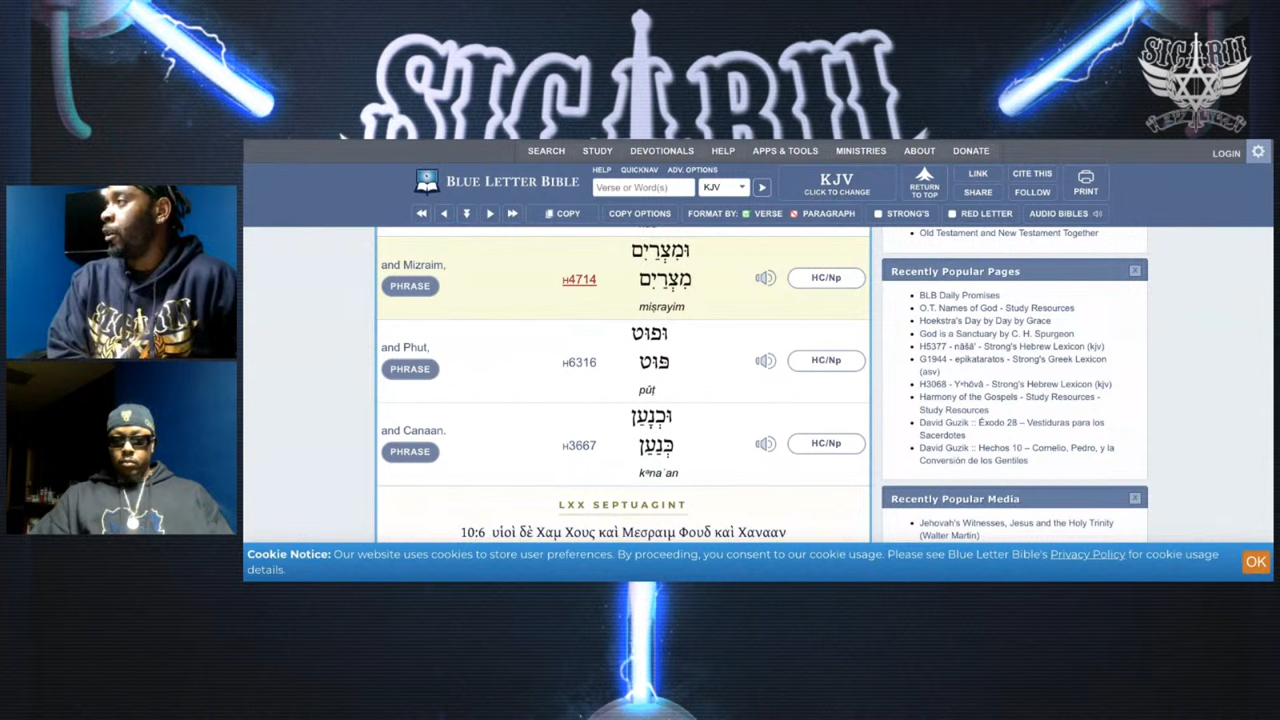 SICARII
SICARII
SEARCH STUDY DEVOTIONALS HELP APPS & TOOLS MINISTRIES ABOUT DONATE
LOGIN
BLUE LETTER BIBLE
HELP QUICKNAV ADV. OPTIONS
Verse or Word(s)
KJV
KJV
CLICK TO CHANGE
RETURN
TO TOP
LINK
CITE THIS
SHARE
FOLLOW
PRINT
COPY
COPY OPTIONS
FORMAT BY: VERSE PARAGRAPH
STRONG'S
RED LETTER
AUDIO BIBLES
and Mizraim,
PHRASE
H4714
וּמִצְרַיִם
מִצְרַיִם
miṣrayim
HC/Np
and Phut,
PHRASE
H6316
וּפוּט
פּוּט
pûṭ
HC/Np
and Canaan.
PHRASE
H3667
וּכְנָעַן
כְּנַעַן
kᵊnaʿan
HC/Np
LXX SEPTUAGINT
10:6 υἱοὶ δὲ Χαμ Χους καὶ Μεσραιμ Φουδ καὶ Χανααν
Old Testament and New Testament Together
Recently Popular Pages
BLB Daily Promises
O.T. Names of God - Study Resources
Hoekstra's Day by Day by Grace
God is a Sanctuary by C. H. Spurgeon
H5377 - nāšā' - Strong's Hebrew Lexicon (kjv)
G1944 - epikataratos - Strong's Greek Lexicon
(asv)
H3068 - Yᵊhōvâ - Strong's Hebrew Lexicon (kjv)
Harmony of the Gospels - Study Resources -
Study Resources
David Guzik :: Éxodo 28 – Vestiduras para los
Sacerdotes
David Guzik :: Hechos 10 – Cornelio, Pedro, y la
Conversión de los Gentiles
Recently Popular Media
Jehovah's Witnesses, Jesus and the Holy Trinity
(Walter Martin)
Cookie Notice: Our website uses cookies to store user preferences. By proceeding, you consent to our cookie usage. Please see Blue Letter Bible's Privacy Policy for cookie usage
details.
OK